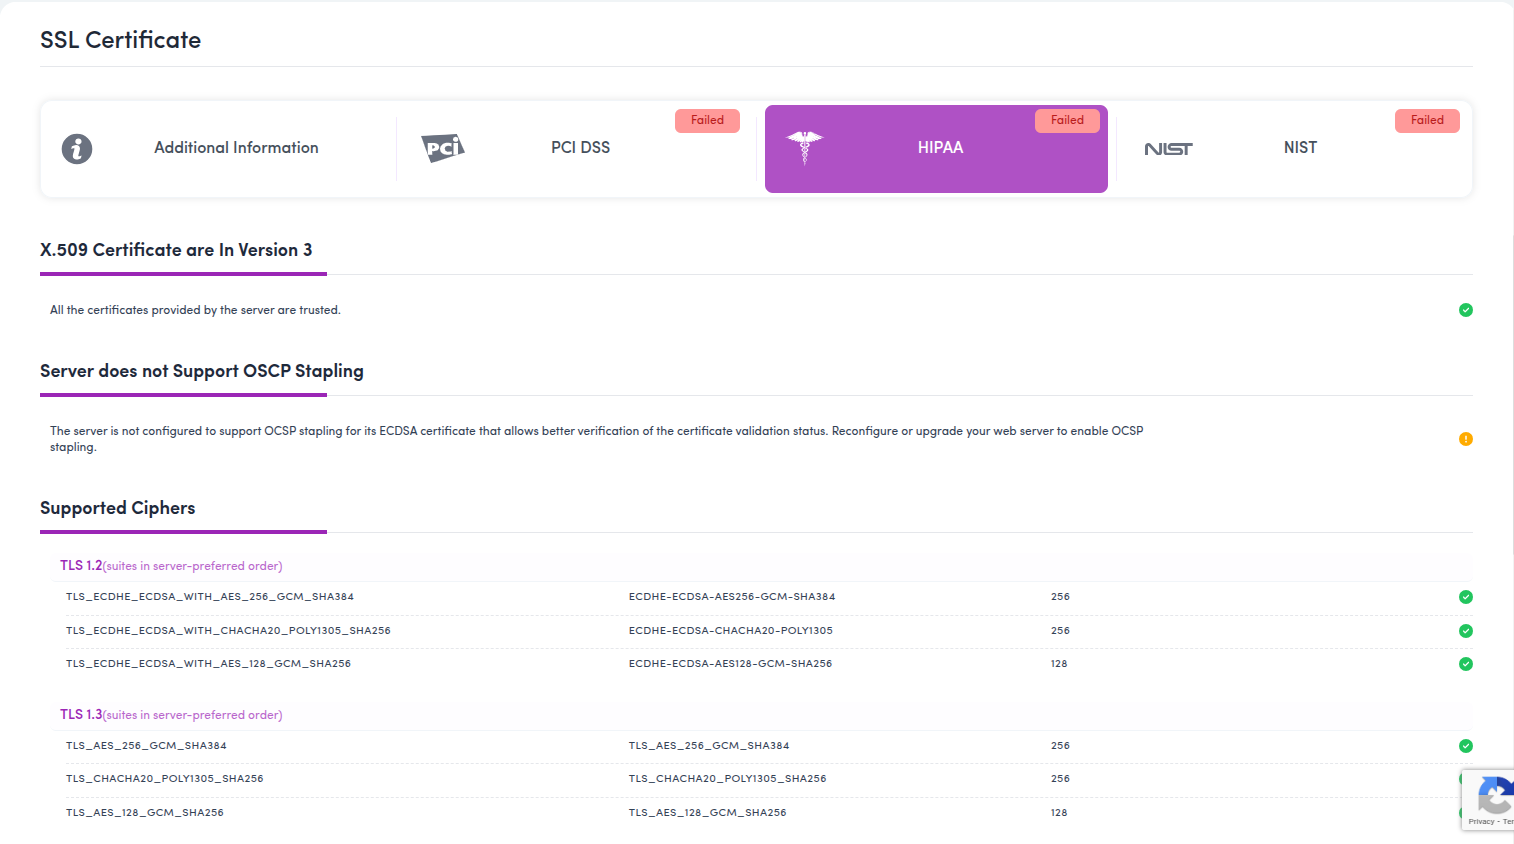 SSL Certificate
Additional Information
PCi
PCI DSS
Failed
HIPAA
Failed
NIST
NIST
Failed
X.509 Certificate are In Version 3
All the certificates provided by the server are trusted.
Server does not Support OSCP Stapling
The server is not configured to support OCSP stapling for its ECDSA certificate that allows better verification of the certificate validation status. Reconfigure or upgrade your web server to enable OCSP
stapling.
Supported Ciphers
TLS 1.2(suites in server-preferred order)
TLS_ECDHE_ECDSA_WITH_AES_256_GCM_SHA384 ECDHE-ECDSA-AES256-GCM-SHA384 256
TLS_ECDHE_ECDSA_WITH_CHACHA20_POLY1305_SHA256 ECDHE-ECDSA-CHACHA20-POLY1305 256
TLS_ECDHE_ECDSA_WITH_AES_128_GCM_SHA256 ECDHE-ECDSA-AES128-GCM-SHA256 128
TLS 1.3(suites in server-preferred order)
TLS_AES_256_GCM_SHA384 TLS_AES_256_GCM_SHA384 256
TLS_CHACHA20_POLY1305_SHA256 TLS_CHACHA20_POLY1305_SHA256 256
TLS_AES_128_GCM_SHA256 TLS_AES_128_GCM_SHA256 128
Privacy - Ter